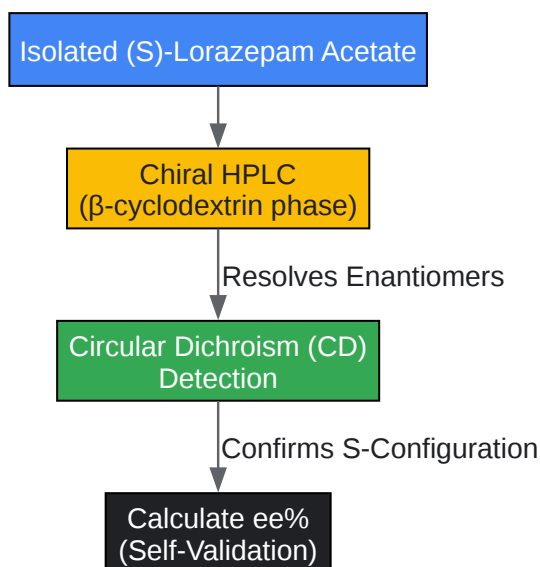 Isolated (S)-Lorazepam Acetate
Chiral HPLC
(β-cyclodextrin phase)
Resolves Enantiomers
Circular Dichroism (CD)
Detection
Confirms S-Configuration
Calculate ee%
(Self-Validation)